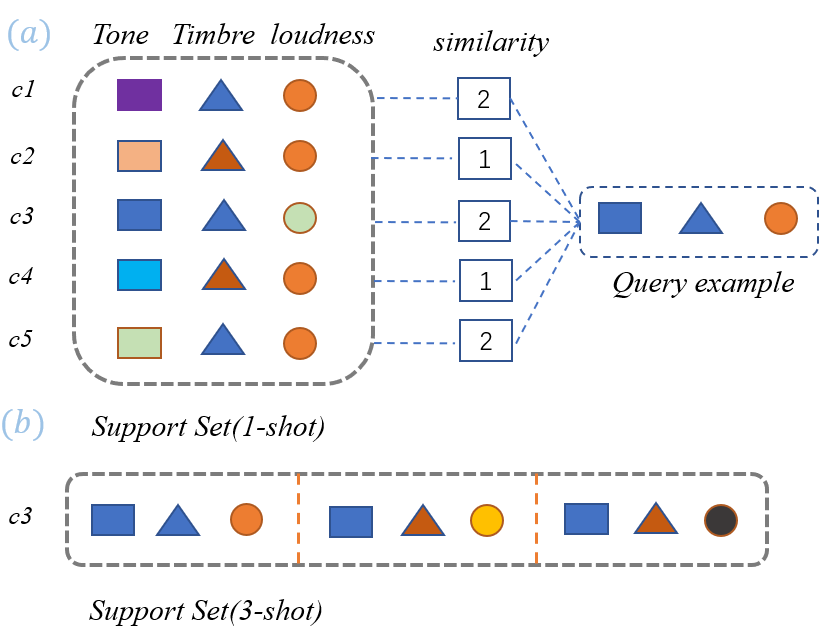 (a)
Tone Timbre loudness
similarity
c1
2
c2
1
c3
2
c4
1
c5
2
Query example
Support Set(1-shot)
(b)
c3
Support Set(3-shot)